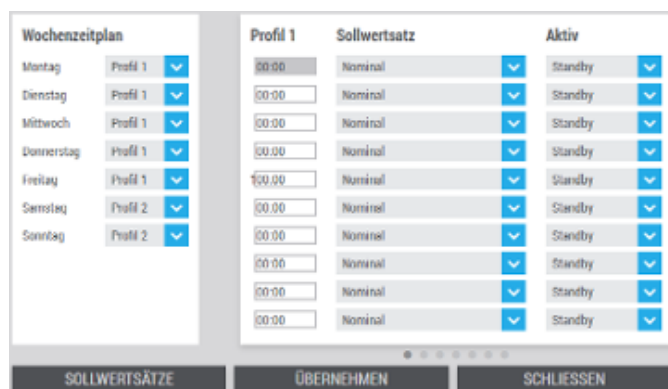 Wochenzeitplan
Montag Profil 1
Dienstag Profil 1
Mittwoch Profil 1
Donnerstag Profil 1
Freitag Profil 1
Samstag Profil 2
Sonntag Profil 2
Profil 1 Sollwertsatz Aktiv
00:00 Nominal Standby
00:00 Nominal Standby
00:00 Nominal Standby
00:00 Nominal Standby
00:00 Nominal Standby
00:00 Nominal Standby
00:00 Nominal Standby
00:00 Nominal Standby
00:00 Nominal Standby
00:00 Nominal Standby
SOLLWERTSÄTZE ÜBERNEHMEN SCHLIESSEN